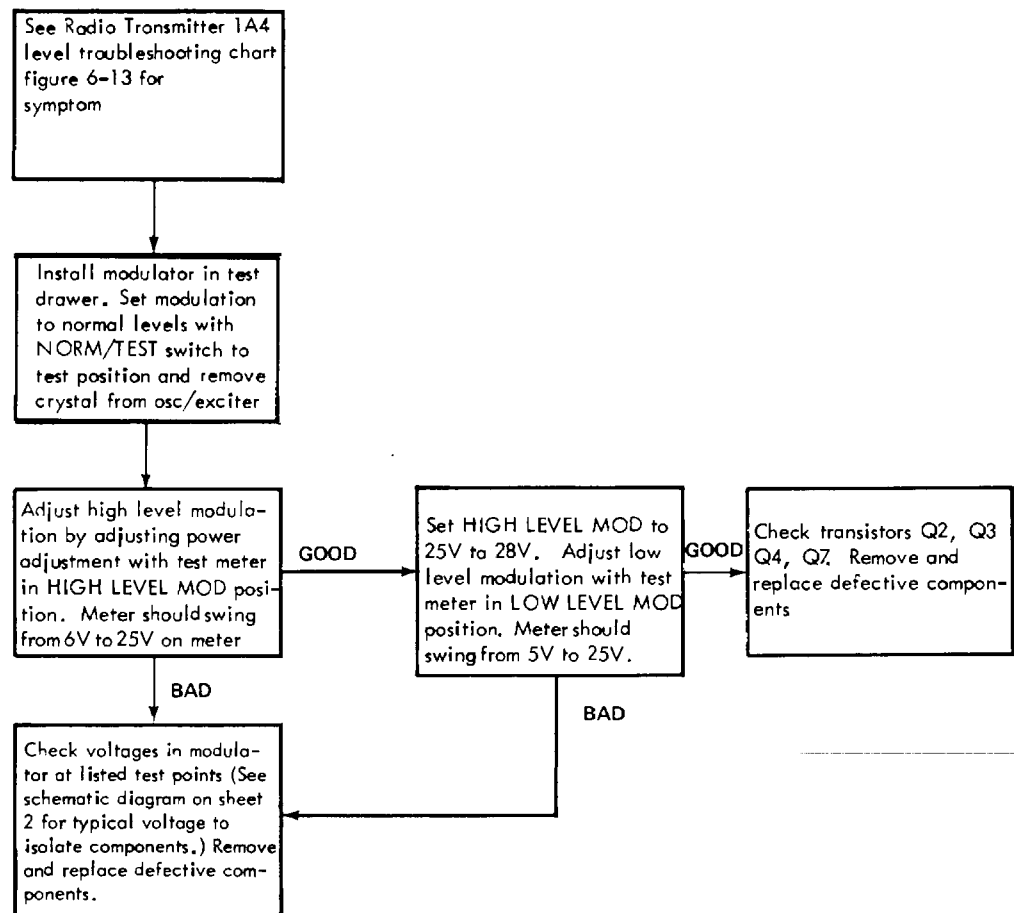 See Radio Transmitter 1A4
level troubleshooting chart
figure 6-13 for
symptom
Install modulator in test
drawer. Set modulation
to normal levels with
NORM/TEST switch to
test position and remove
crystal from osc/exciter
Adjust high level modula-
tion by adjusting power
adjustment with test meter
in HIGH LEVEL MOD posi-
tion. Meter should swing
from 6V to 25V on meter
GOOD
Set HIGH LEVEL MOD to
25V to 28V. Adjust low
level modulation with test
meter in LOW LEVEL MOD
position. Meter should
swing from 5V to 25V.
GOOD
Check transistors Q2, Q3
Q4, Q7. Remove and
replace defective compon-
ents
BAD
BAD
Check voltages in modula-
tor at listed test points (See
schematic diagram on sheet
2 for typical voltage to
isolate components.) Remove
and replace defective com-
ponents.